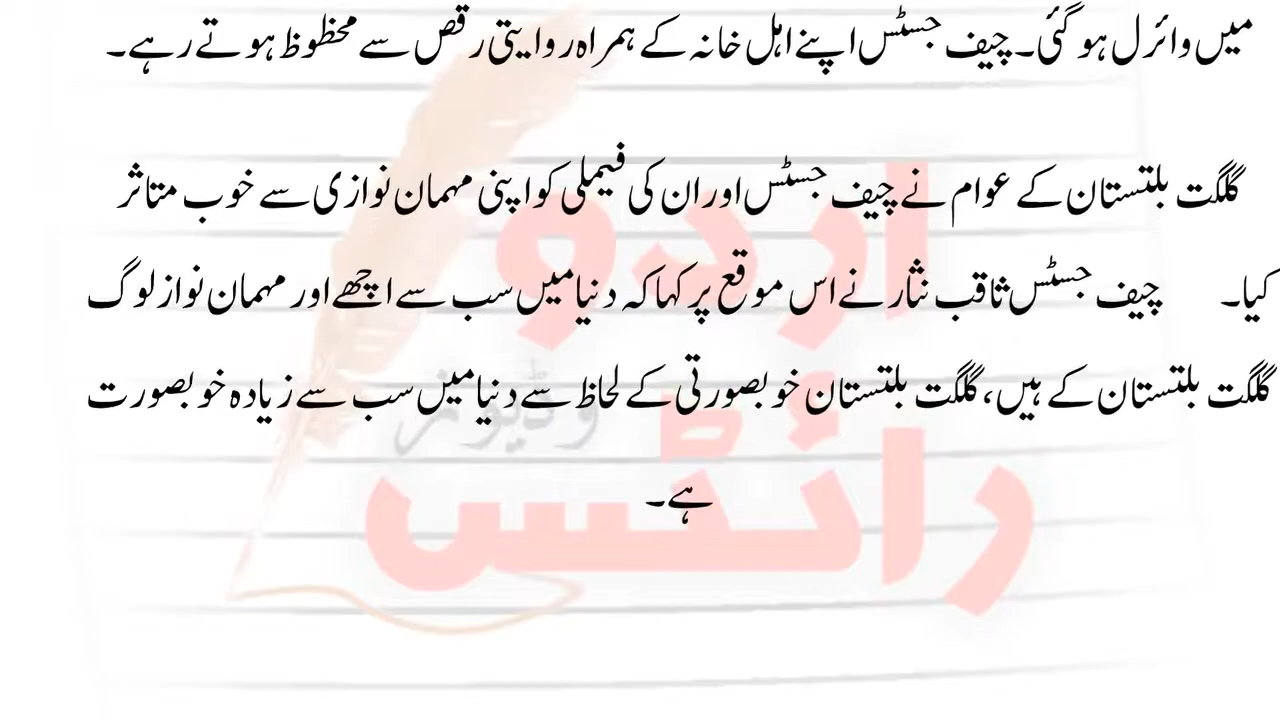 میں وائرل ہو گئی۔ چیف جسٹس اپنے اہل خانہ کے ہمراہ روایتی رقص سے محظوظ ہوتے رہے۔
گلگت بلتستان کے عوام نے چیف جسٹس اور ان کی فیملی کو اپنی مہمان نوازی سے خوب متاثر
کیا۔ چیف جسٹس ثاقب نثار نے اس موقع پر کہا کہ دنیا میں سب سے اچھے اور مہمان نواز لوگ
گلگت بلتستان کے ہیں، گلگت بلتستان خوبصورتی کے لحاظ سے دنیا میں سب سے زیادہ خوبصورت
ہے۔
اردو
وڈیوز
رائٹس